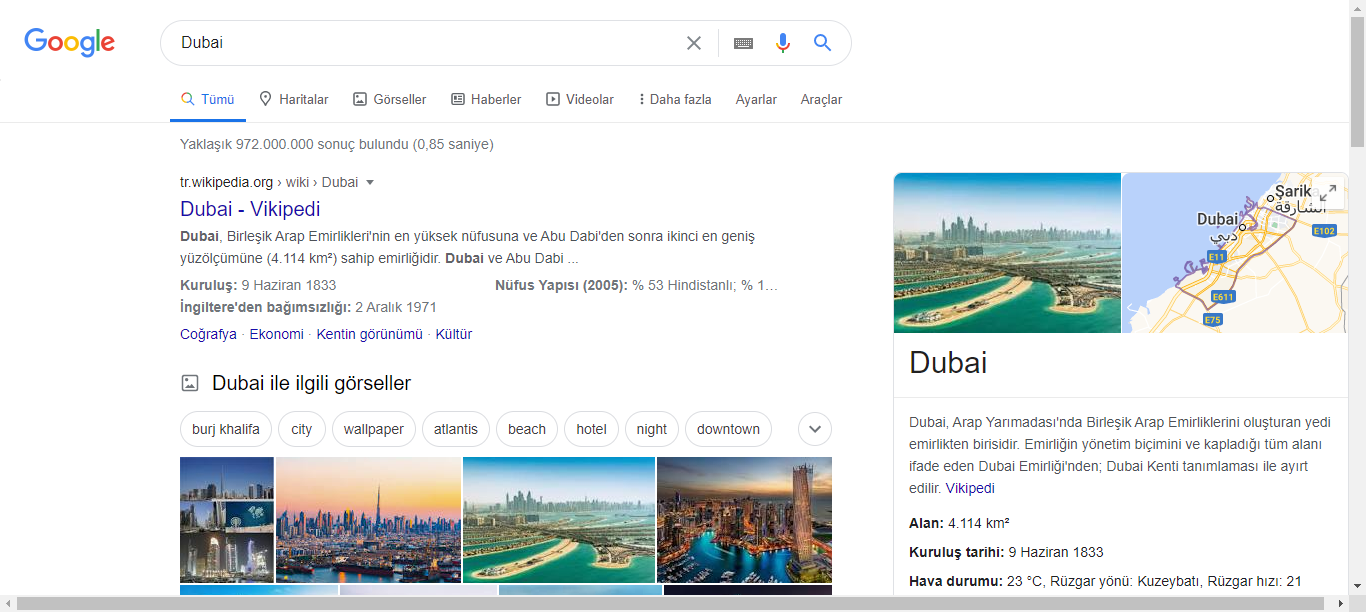 Google
Dubai
Tümü
Haritalar
Görseller
Haberler
Videolar
Daha fazla
Ayarlar
Araçlar
Yaklaşık 972.000.000 sonuç bulundu (0,85 saniye)
tr.wikipedia.org › wiki › Dubai
Dubai - Vikipedi
Dubai, Birleşik Arap Emirlikleri'nin en yüksek nüfusuna ve Abu Dabi'den sonra ikinci en geniş
yüzölçümüne (4.114 km²) sahip emirliğidir. Dubai ve Abu Dabi ...
Kuruluş: 9 Haziran 1833
Nüfus Yapısı (2005): % 53 Hindistanlı; % 1…
İngiltere'den bağımsızlığı: 2 Aralık 1971
Coğrafya · Ekonomi · Kentin görünümü · Kültür
Dubai ile ilgili görseller
burj khalifa
city
wallpaper
atlantis
beach
hotel
night
downtown
Şarika
الشارقة
Dubai
دبي
E102
E11
E611
E75
Dubai
Dubai, Arap Yarımadası'nda Birleşik Arap Emirliklerini oluşturan yedi
emirlikten birisidir. Emirliğin yönetim biçimini ve kapladığı tüm alanı
ifade eden Dubai Emirliği'nden; Dubai Kenti tanımlaması ile ayırt
edilir. Vikipedi
Alan: 4.114 km²
Kuruluş tarihi: 9 Haziran 1833
Hava durumu: 23 °C, Rüzgar yönü: Kuzeybatı, Rüzgar hızı: 21